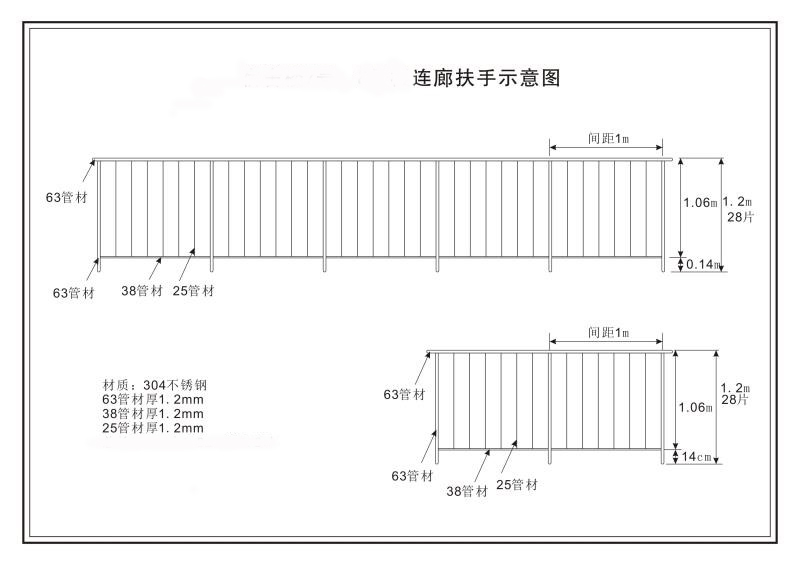 连廊扶手示意图
间距1m
63管材
1.06m
1.2m
28片
0.14m
63管材
38管材
25管材
间距1m
63管材
1.06m
1.2m
28片
14cm
63管材
38管材
25管材
材质：304不锈钢
63管材厚1.2mm
38管材厚1.2mm
25管材厚1.2mm